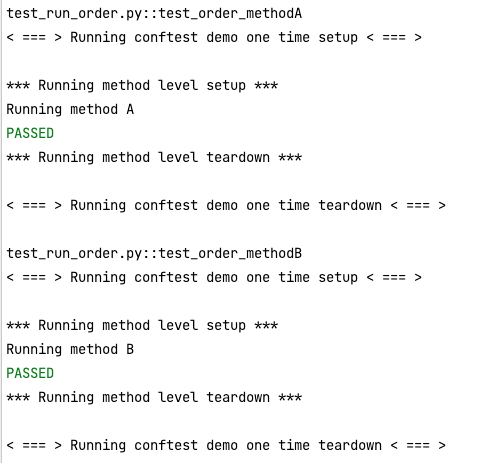 test_run_order.py::test_order_methodA
< === > Running conftest demo one time setup < === >
*** Running method level setup ***
Running method A
PASSED
*** Running method level teardown ***
< === > Running conftest demo one time teardown < === >
test_run_order.py::test_order_methodB
< === > Running conftest demo one time setup < === >
*** Running method level setup ***
Running method B
PASSED
*** Running method level teardown ***
< === > Running conftest demo one time teardown < === >